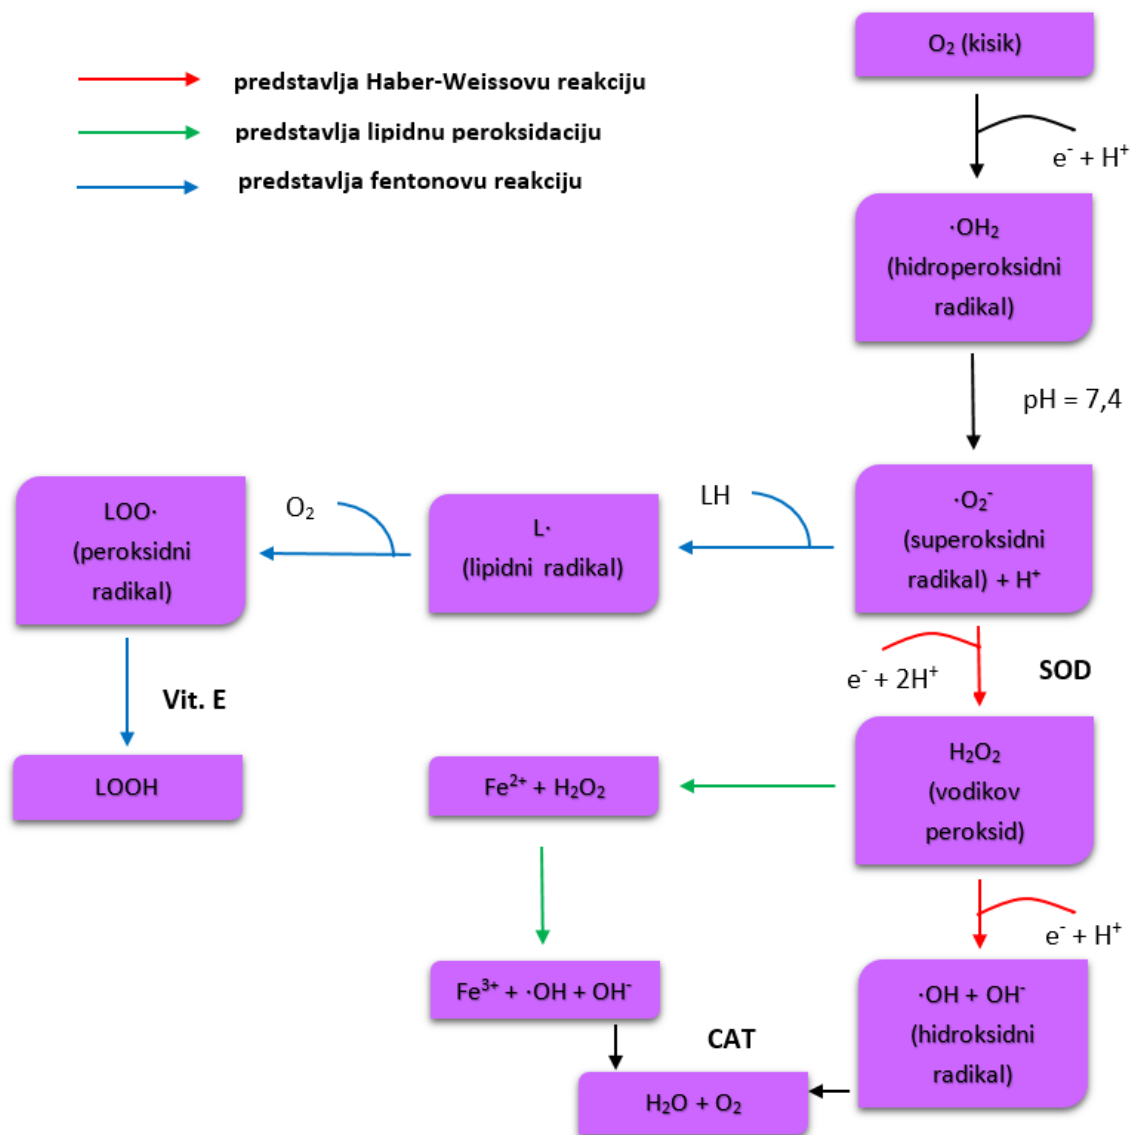 O₂ (kisik)
predstavlja Haber-Weissovu reakciju
predstavlja lipidnu peroksidaciju
predstavlja fentonovu reakciju
e⁻ + H⁺
·OH₂
(hidroperoksidni
radikal)
pH = 7,4
LOO·
(peroksidni
radikal)
O₂
L·
(lipidni radikal)
LH
·O₂⁻
(superoksidni
radikal) + H⁺
e⁻ + 2H⁺
SOD
Vit. E
LOOH
Fe²⁺ + H₂O₂
H₂O₂
(vodikov
peroksid)
e⁻ + H⁺
Fe³⁺ + ·OH + OH⁻
·OH + OH⁻
(hidroksidni
radikal)
CAT
H₂O + O₂